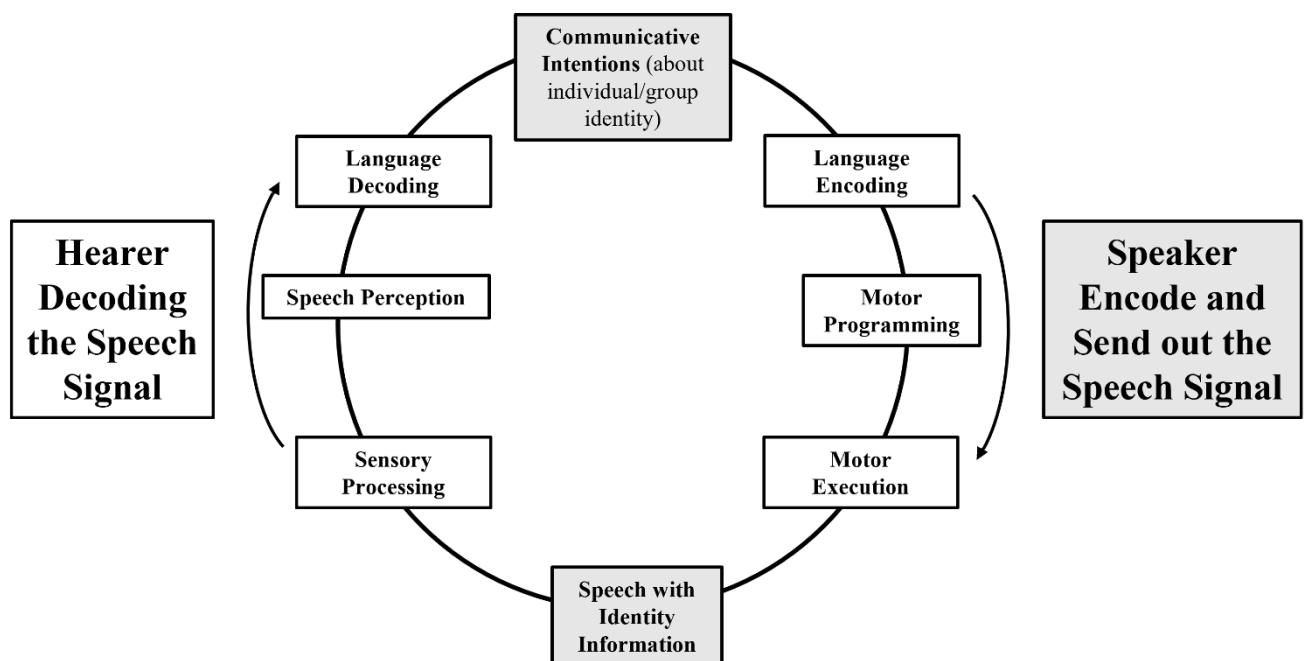 Communicative
Intentions (about
individual/group
identity)
Language
Decoding
Language
Encoding
Hearer
Decoding
the Speech
Signal
Speech Perception
Motor
Programming
Speaker
Encode and
Send out the
Speech Signal
Sensory
Processing
Motor
Execution
Speech with
Identity
Information